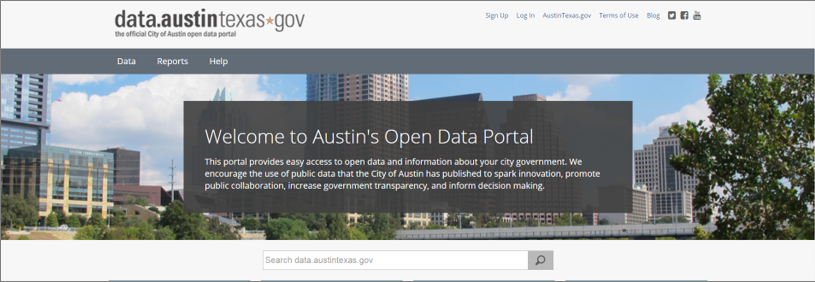 data.austintexas.gov
the official City of Austin open data portal
Sign Up Log In AustinTexas.gov Terms of Use Blog
Data Reports Help
Welcome to Austin's Open Data Portal
This portal provides easy access to open data and information about your city government. We
encourage the use of public data that the City of Austin has published to spark innovation, promote
public collaboration, increase government transparency, and inform decision making.
Search data.austintexas.gov